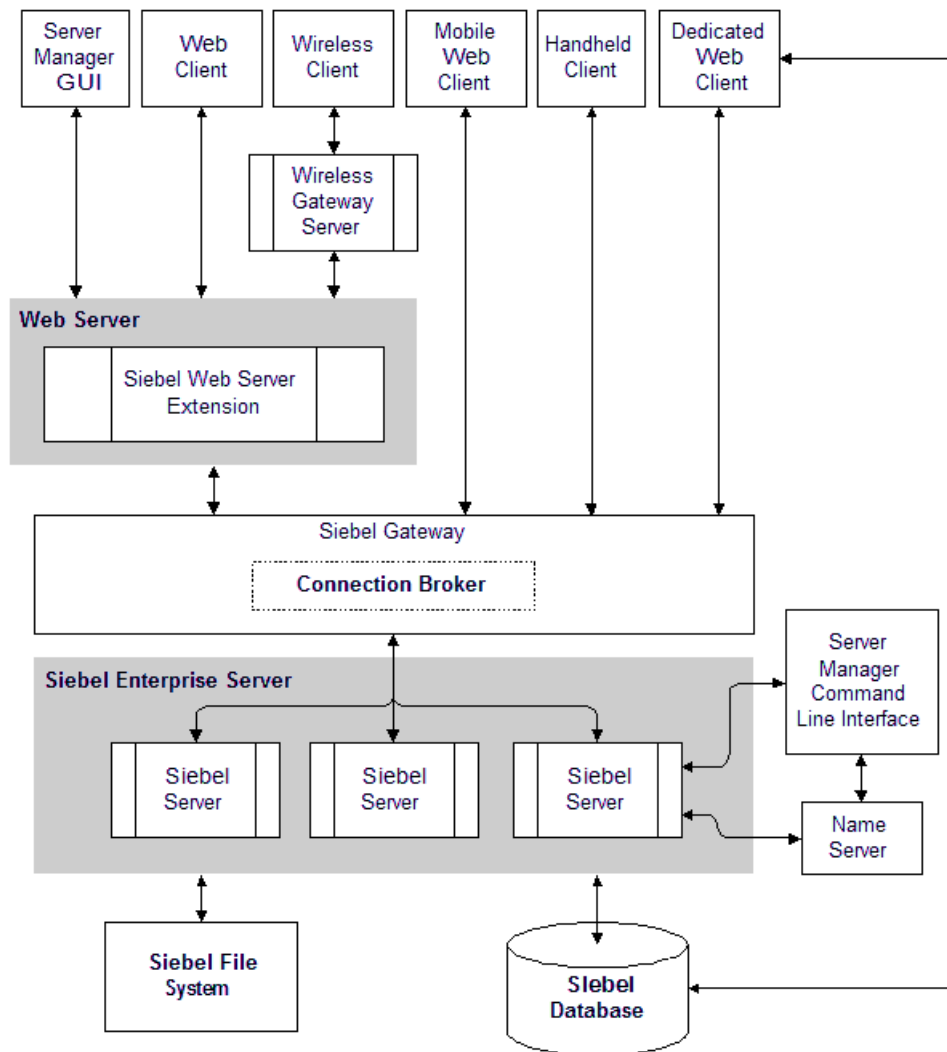 Server
Manager
GUI
Web
Client
Wireless
Client
Mobile
Web
Client
Handheld
Client
Dedicated
Web
Client
Wireless
Gateway
Server
Web Server
Siebel Web Server
Extension
Siebel Gateway
Connection Broker
Siebel Enterprise Server
Siebel
Server
Siebel
Server
Siebel
Server
Server
Manager
Command
Line Interface
Name
Server
Siebel File
System
SIebel
Database